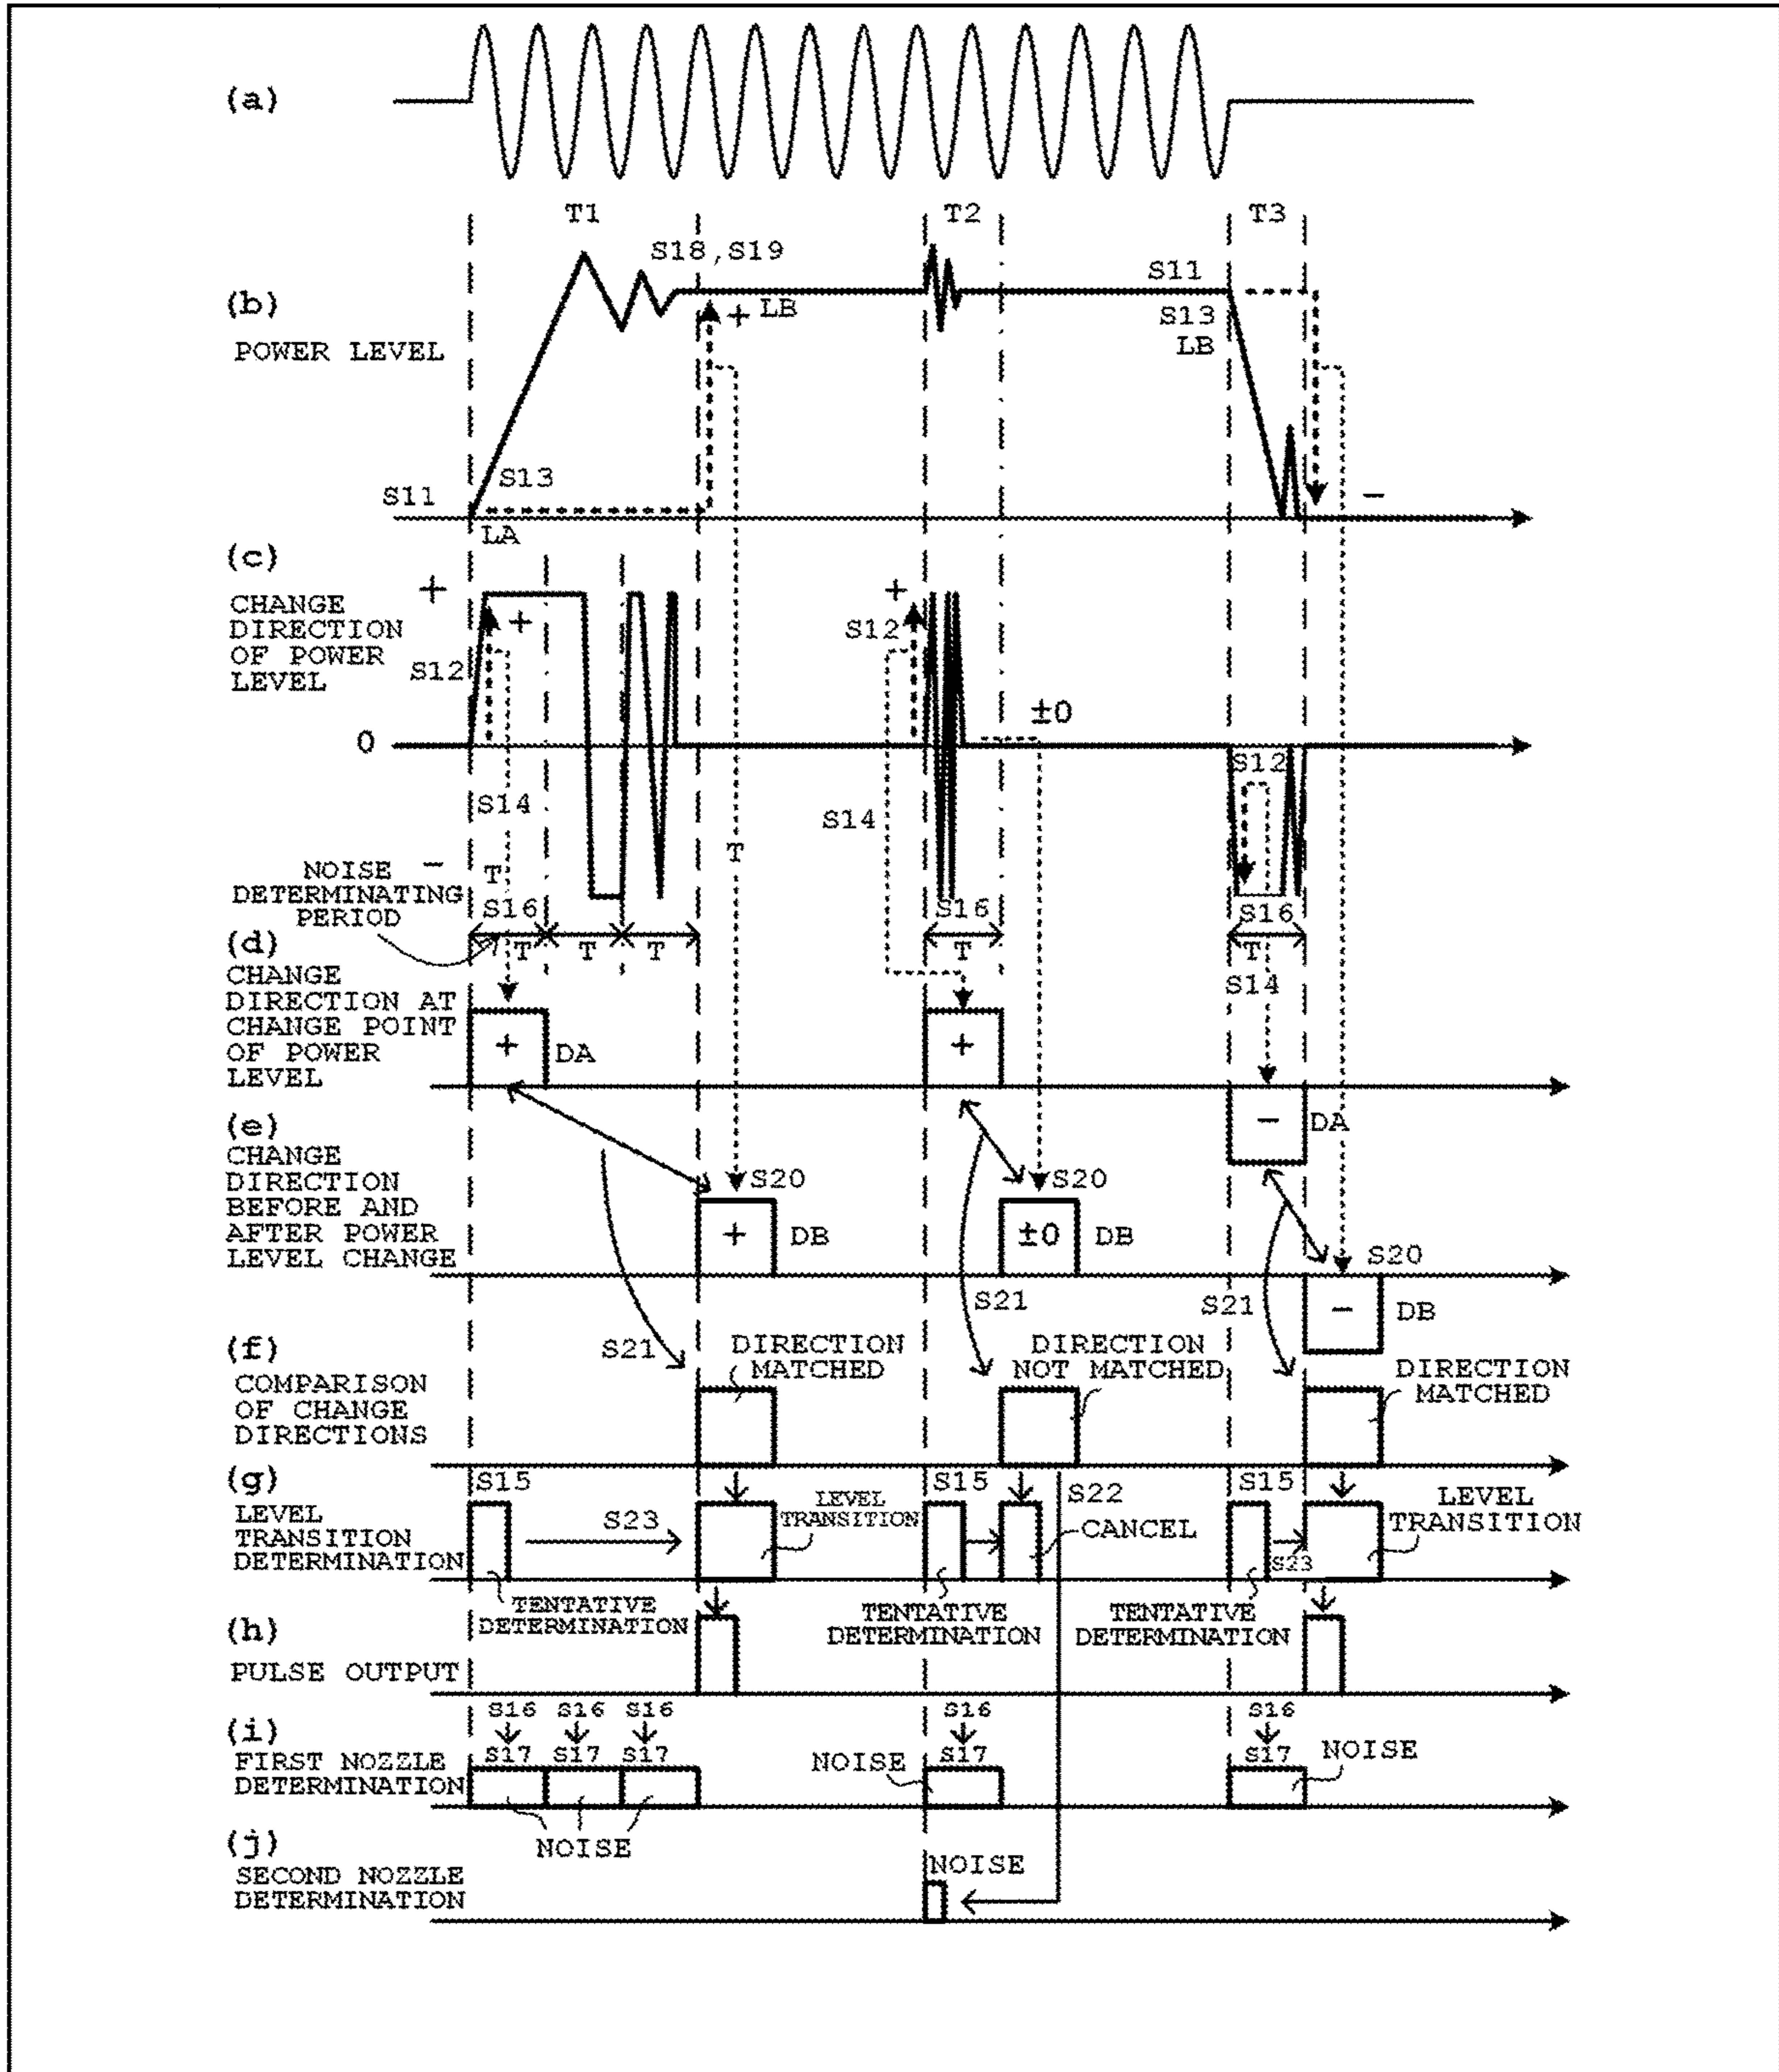 (a)
T1
T2
T3
S18,S19
S11
(b)
+
LB
S13
LB
POWER LEVEL
S13
S11
-
LA
(c)
+
+
CHANGE
DIRECTION
OF POWER
LEVEL
+
S12
S12
±0
0
S12
S14
S14
T
-
NOISE
DETERMINATING
PERIOD
T
S16
S16
S16
T
T
T
T
T
S14
(d)
CHANGE
DIRECTION AT
CHANGE POINT
OF POWER
LEVEL
+
DA
+
-
DA
(e)
CHANGE
DIRECTION
BEFORE AND
AFTER POWER
LEVEL CHANGE
S20
S20
+
DB
±0
DB
S20
S21
S21
-
DB
S21
(f)
COMPARISON
OF CHANGE
DIRECTIONS
DIRECTION
MATCHED
DIRECTION
NOT MATCHED
DIRECTION
MATCHED
(g)
LEVEL
TRANSITION
DETERMINATION
S15
S23
LEVEL
TRANSITION
S15
S22
CANCEL
S15
S23
LEVEL
TRANSITION
TENTATIVE
DETERMINATION
TENTATIVE
DETERMINATION
TENTATIVE
DETERMINATION
(h)
PULSE OUTPUT
S16
S16
S16
S16
S16
(i)
FIRST NOZZLE
DETERMINATION
S17
S17
S17
NOISE
S17
S17
NOISE
NOISE
(j)
SECOND NOZZLE
DETERMINATION
NOISE